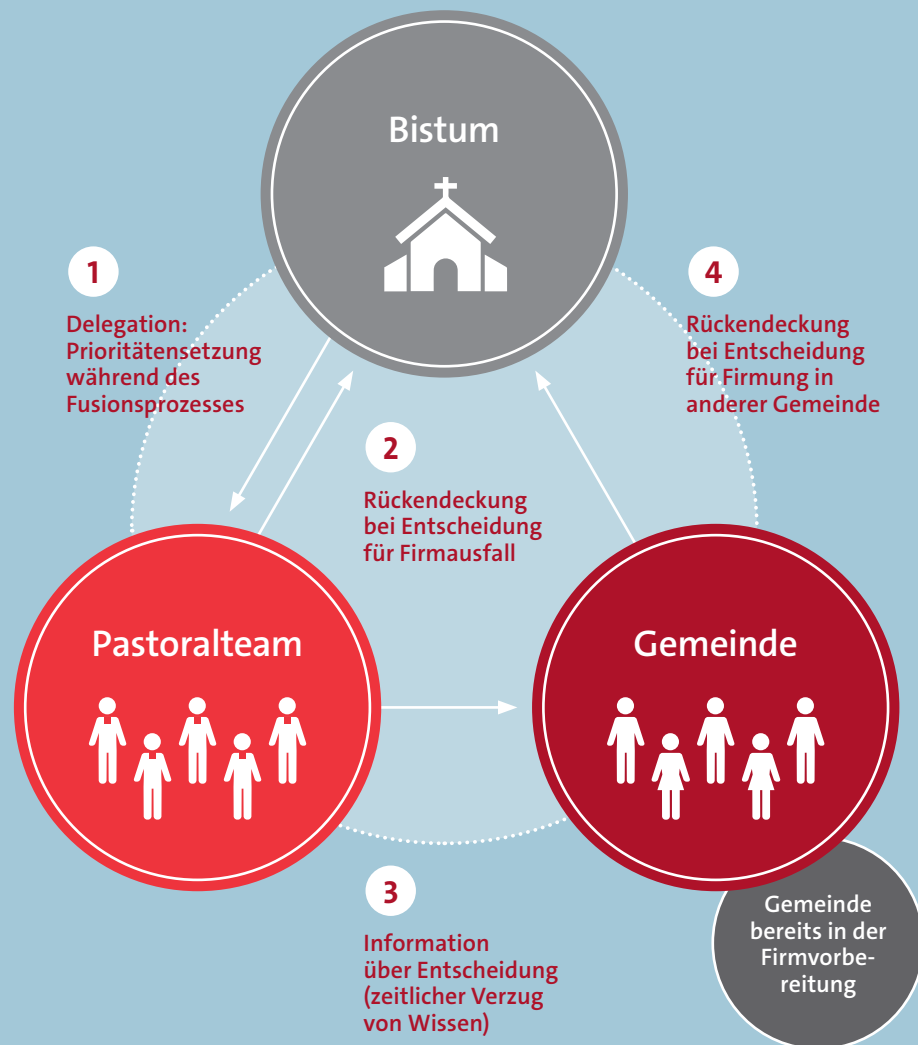 Bistum
1
Delegation:
Prioritätensetzung
während des
Fusionsprozesses
4
Rückendeckung
bei Entscheidung
für Firmung in
anderer Gemeinde
2
Rückendeckung
bei Entscheidung
für Firmausfall
Pastoralteam
Gemeinde
3
Information
über Entscheidung
(zeitlicher Verzug
von Wissen)
Gemeinde
bereits in der
Firmvorbe-
reitung